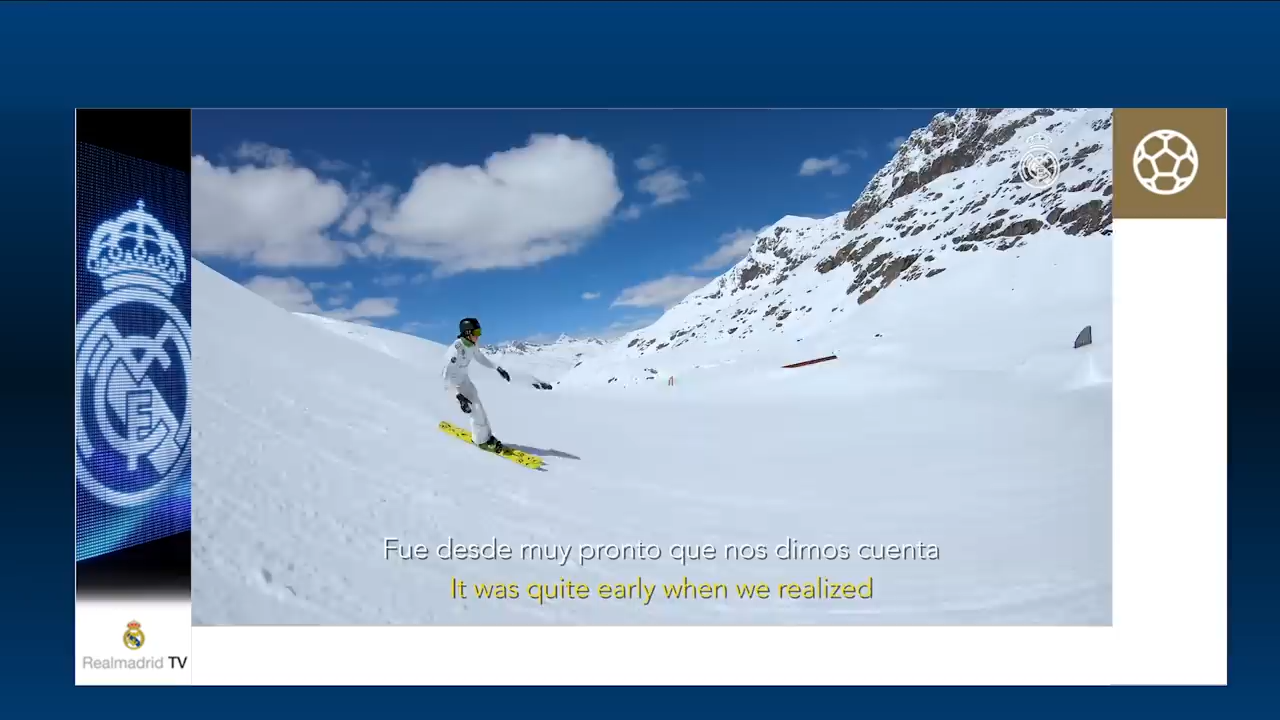 Fue desde muy pronto que nos dimos cuenta
It was quite early when we realized
Realmadrid TV